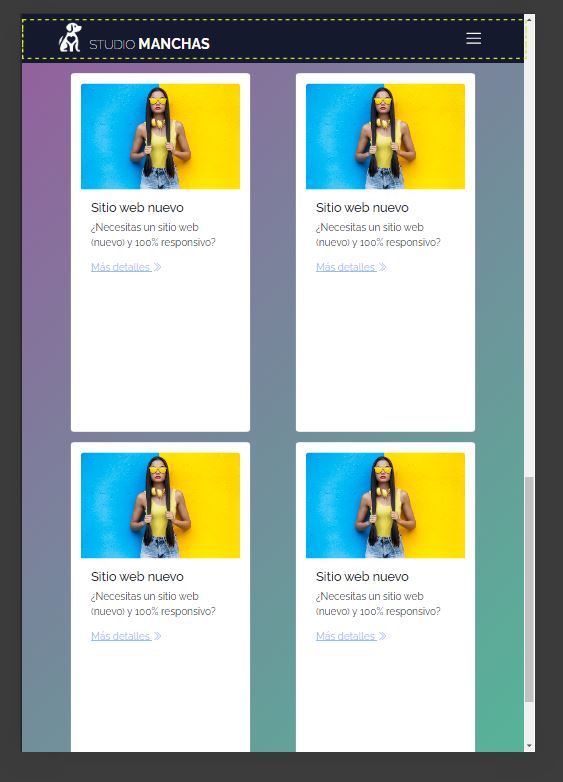 STUDIO MANCHAS
Sitio web nuevo
¿Necesitas un sitio web
(nuevo) y 100% responsivo?
Más detalles
Sitio web nuevo
¿Necesitas un sitio web
(nuevo) y 100% responsivo?
Más detalles
Sitio web nuevo
¿Necesitas un sitio web
(nuevo) y 100% responsivo?
Más detalles
Sitio web nuevo
¿Necesitas un sitio web
(nuevo) y 100% responsivo?
Más detalles